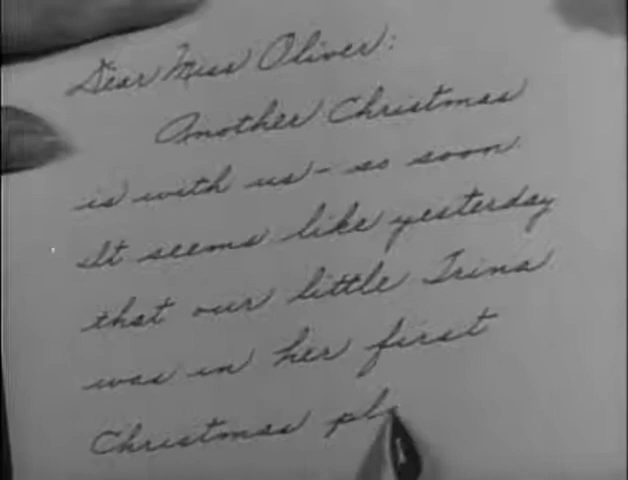 Dear Miss Oliver:
Another Christmas
is with us - so soon.
It seems like yesterday
that our little Trina
was in her first
Christmas pl